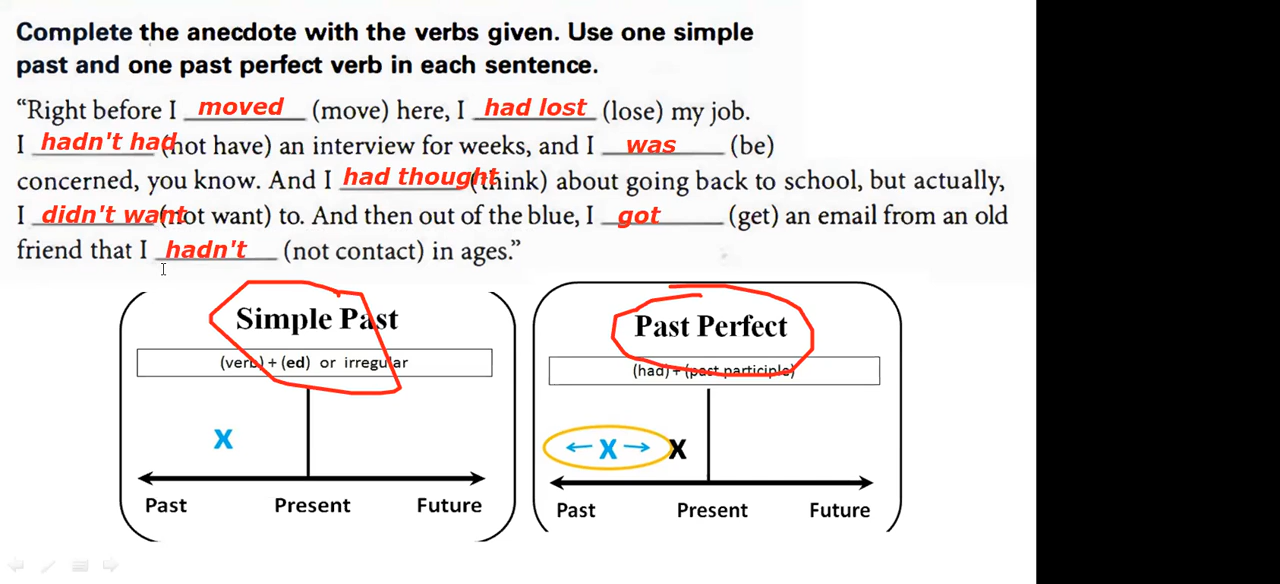 Complete the anecdote with the verbs given. Use one simple
past and one past perfect verb in each sentence.
“Right before I moved (move) here, I had lost (lose) my job.
I hadn't had (not have) an interview for weeks, and I was (be)
concerned, you know. And I had thought (think) about going back to school, but actually,
I didn't want (not want) to. And then out of the blue, I got (get) an email from an old
friend that I hadn't (not contact) in ages.”
Simple Past
(verb) + (ed) or irregular
X
Past Present Future
Past Perfect
(had) + (past participle)
X X
Past Present Future